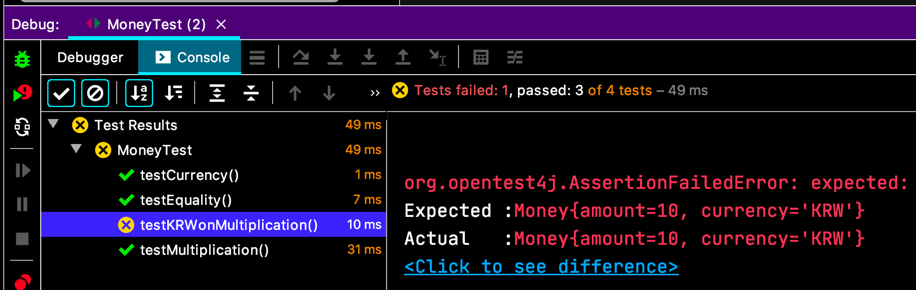 Debug: MoneyTest (2) ×
Debugger Console
Tests failed: 1, passed: 3 of 4 tests – 49 ms
Test Results 49 ms
MoneyTest 49 ms
testCurrency() 1 ms
testEquality() 7 ms
testKRWonMultiplication() 10 ms
testMultiplication() 31 ms
org.opentest4j.AssertionFailedError: expected:
Expected :Money{amount=10, currency='KRW'}
Actual   :Money{amount=10, currency='KRW'}
<Click to see difference>